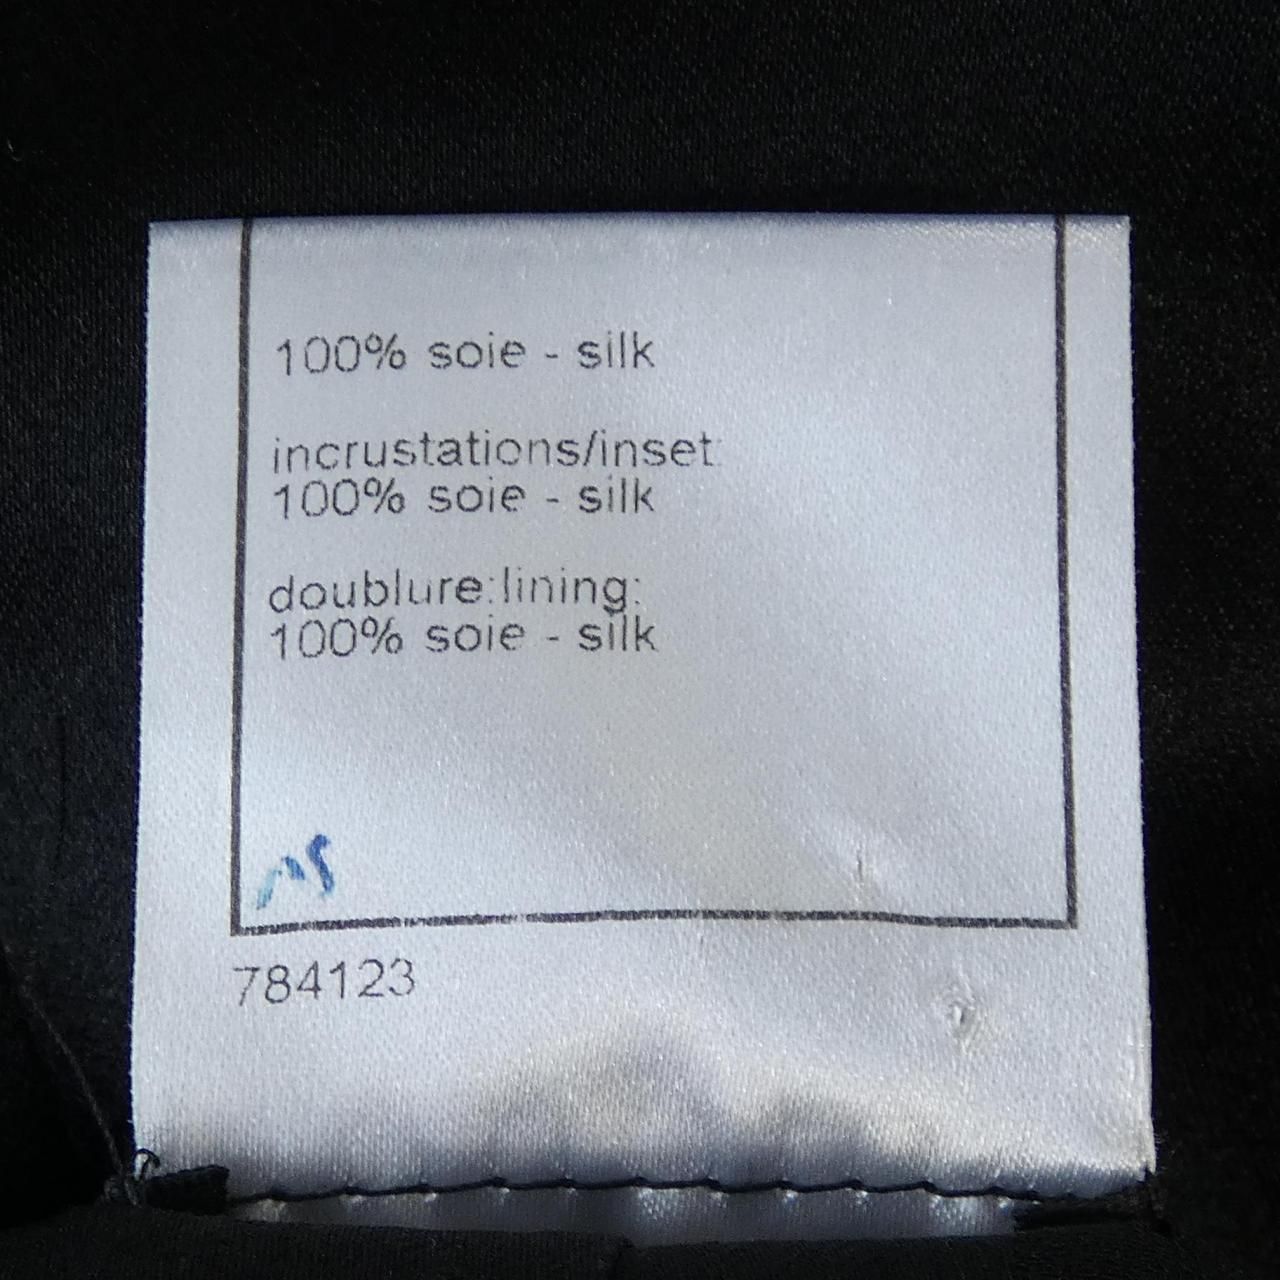 100% soie - silk
incrustations/inset:
100% soie - silk
doublure:lining:
100% soie - silk
784123